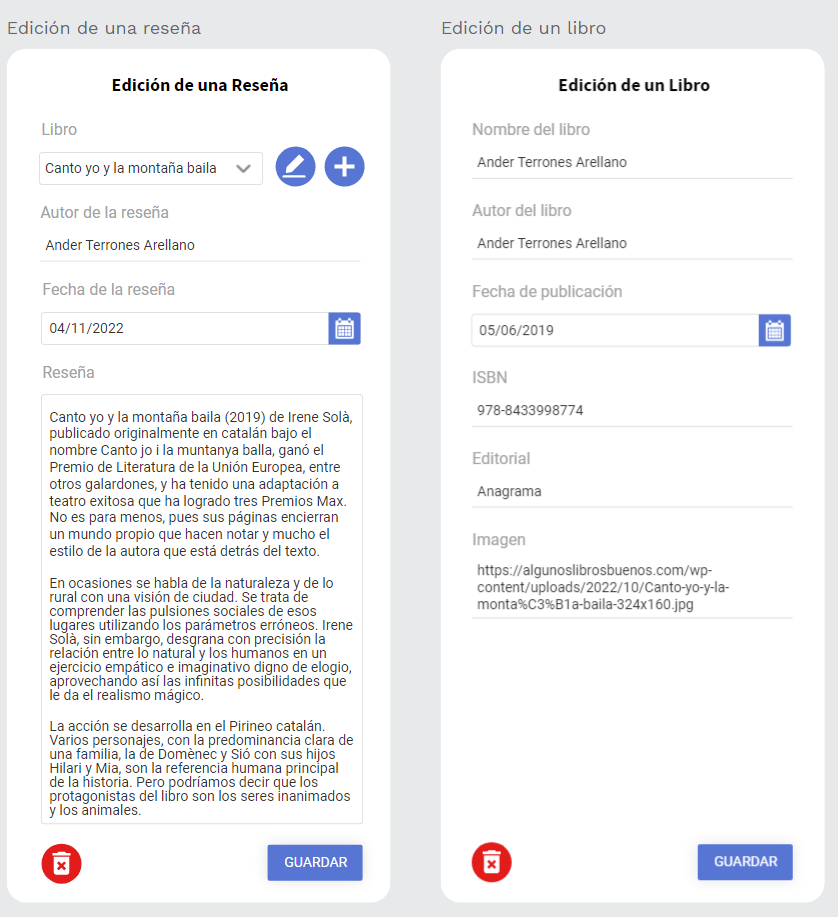 Edición de una reseña
Edición de una Reseña
Libro
Canto yo y la montaña baila
Autor de la reseña
Ander Terrones Arellano
Fecha de la reseña
04/11/2022
Reseña
Canto yo y la montaña baila (2019) de Irene Solà,
publicado originalmente en catalán bajo el
nombre Canto jo i la muntanya balla, ganó el
Premio de Literatura de la Unión Europea, entre
otros galardones, y ha tenido una adaptación a
teatro exitosa que ha logrado tres Premios Max.
No es para menos, pues sus páginas encierran
un mundo propio que hacen notar y mucho el
estilo de la autora que está detrás del texto.
En ocasiones se habla de la naturaleza y de lo
rural con una visión de ciudad. Se trata de
comprender las pulsiones sociales de esos
lugares utilizando los parámetros erróneos. Irene
Solà, sin embargo, desgrana con precisión la
relación entre lo natural y los humanos en un
ejercicio empático e imaginativo digno de elogio,
aprovechando así las infinitas posibilidades que
le da el realismo mágico.
La acción se desarrolla en el Pirineo catalán.
Varios personajes, con la predominancia clara de
una familia, la de Domènec y Sió con sus hijos
Hilari y Mia, son la referencia humana principal
de la historia. Pero podríamos decir que los
protagonistas del libro son los seres inanimados
y los animales.
GUARDAR
Edición de un libro
Edición de un Libro
Nombre del libro
Ander Terrones Arellano
Autor del libro
Ander Terrones Arellano
Fecha de publicación
05/06/2019
ISBN
978-8433998774
Editorial
Anagrama
Imagen
https://algunoslibrosbuenos.com/wp-
content/uploads/2022/10/Canto-yo-y-la-
monta%C3%B1a-baila-324x160.jpg
GUARDAR